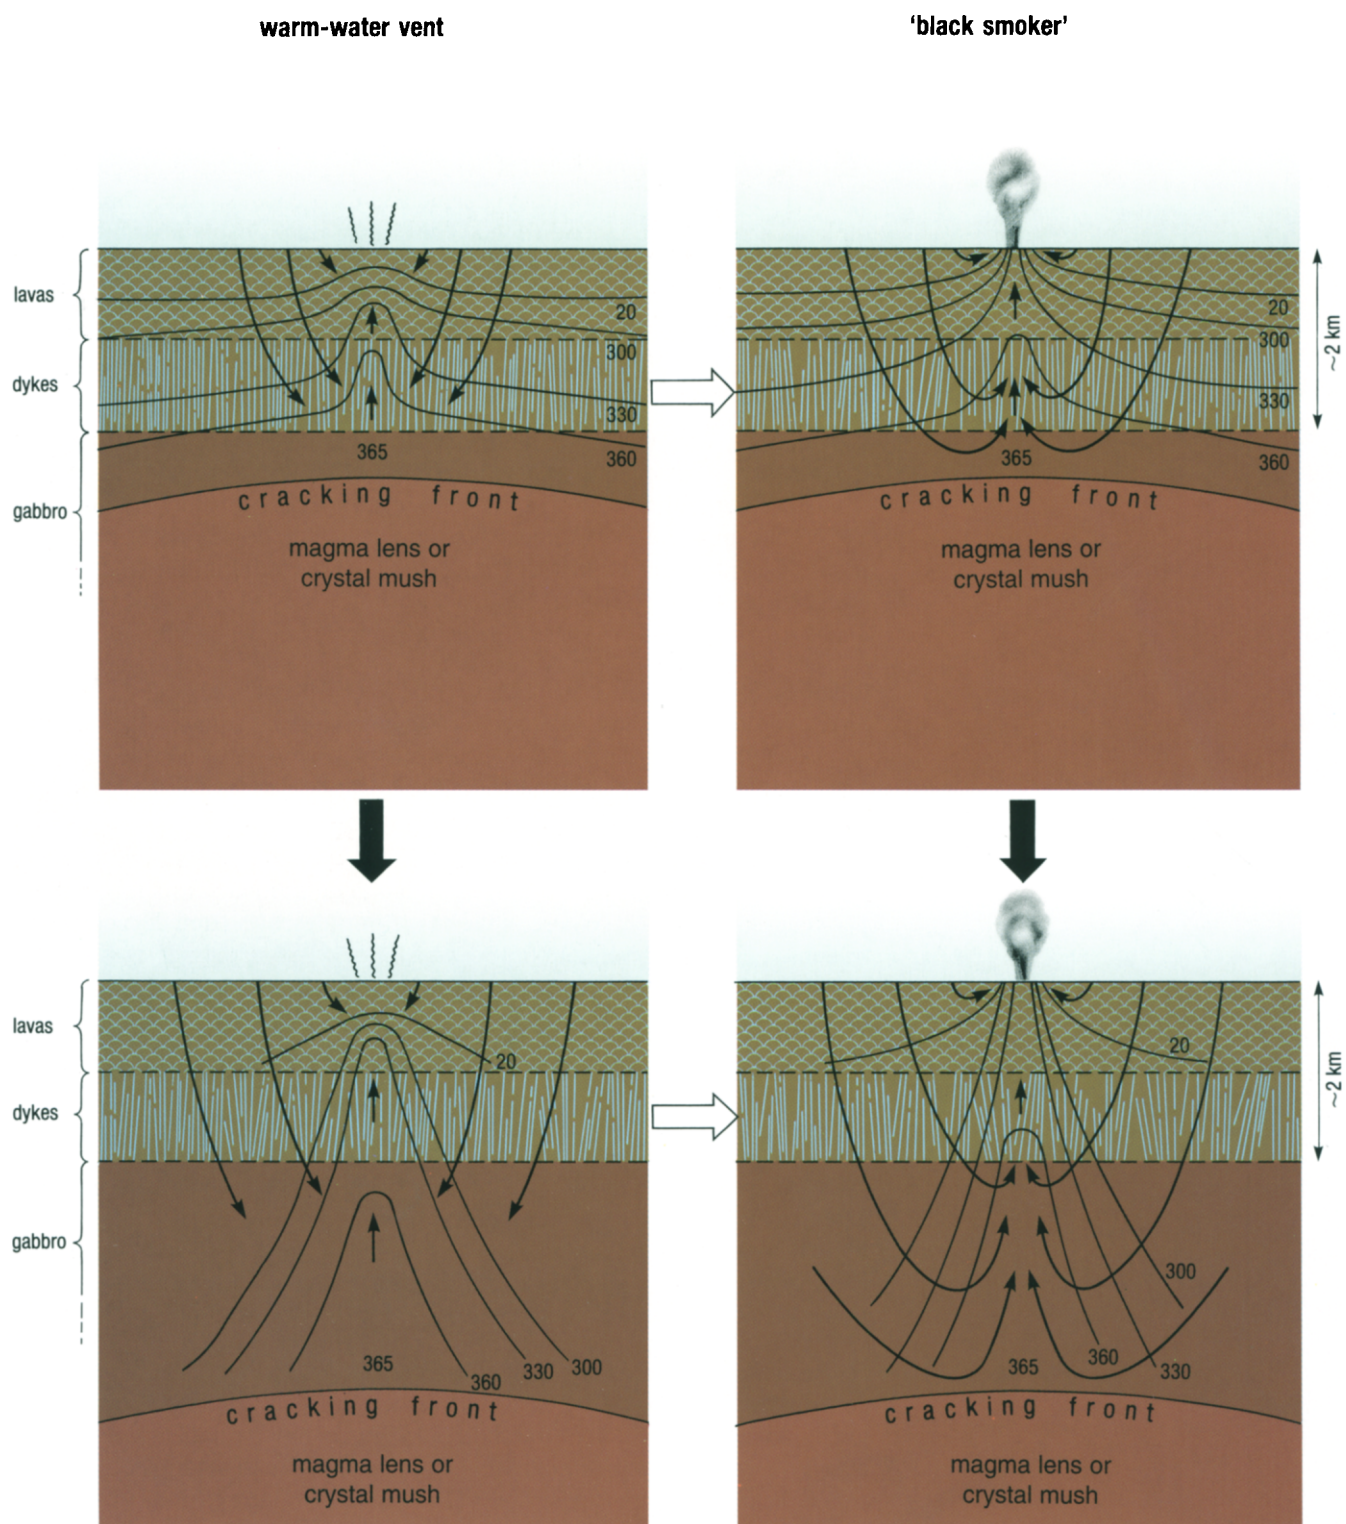 warm-water vent
'black smoker'
lavas
dykes
gabbro
20
300
330
360
365
cracking front
magma lens or
crystal mush
20
300
330
360
365
cracking front
magma lens or
crystal mush
~2 km
lavas
dykes
gabbro
20
365
360
330
300
cracking front
magma lens or
crystal mush
20
300
365
360
330
cracking front
magma lens or
crystal mush
~2 km